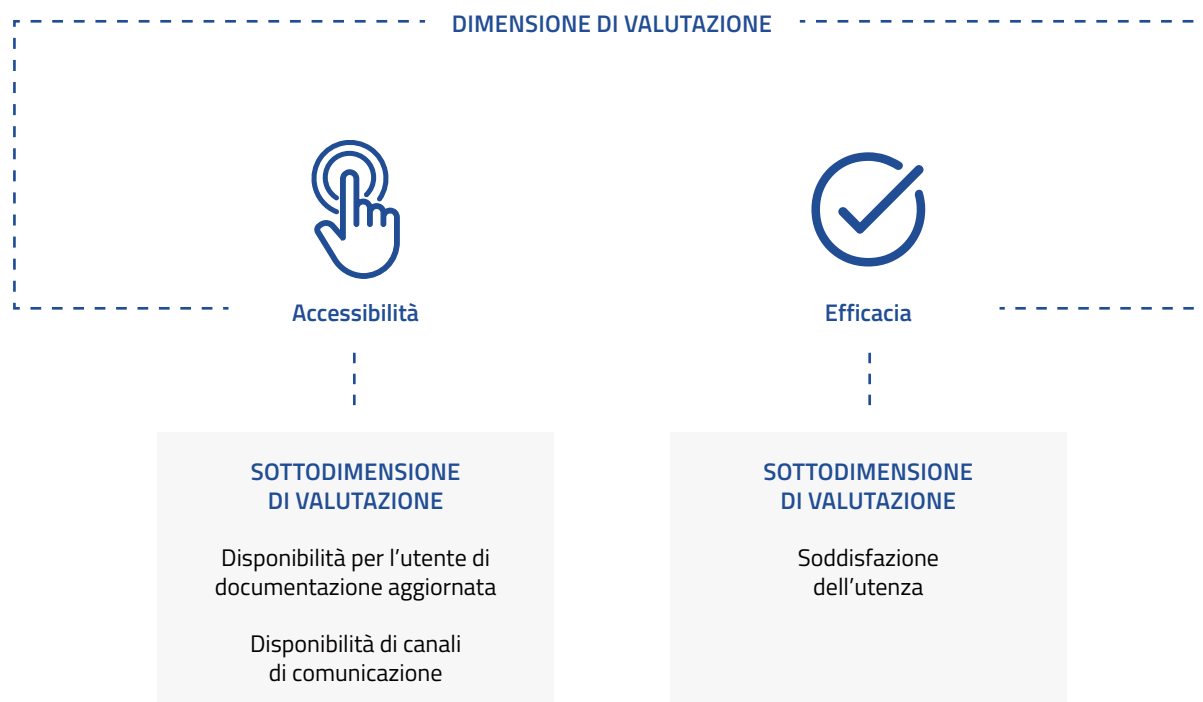 DIMENSIONE DI VALUTAZIONE
Accessibilità
Efficacia
SOTTODIMENSIONE
DI VALUTAZIONE
Disponibilità per l’utente di
documentazione aggiornata
Disponibilità di canali
di comunicazione
SOTTODIMENSIONE
DI VALUTAZIONE
Soddisfazione
dell’utenza